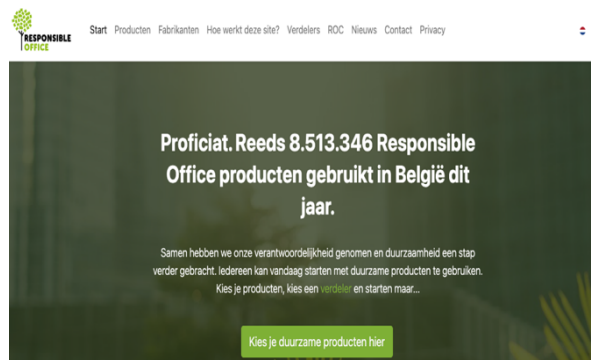 RESPONSIBLE
OFFICE
Start Producten Fabrikanten Hoe werkt deze site? Verdelers ROC Nieuws Contact Privacy
Proficiat. Reeds 8.513.346 Responsible
Office producten gebruikt in België dit
jaar.
Samen hebben we onze verantwoordelijkheid genomen en duurzaamheid een stap
verder gebracht. Iedereen kan vandaag starten met duurzame producten te gebruiken.
Kies je producten, kies een verdeler en starten maar...
Kies je duurzame producten hier